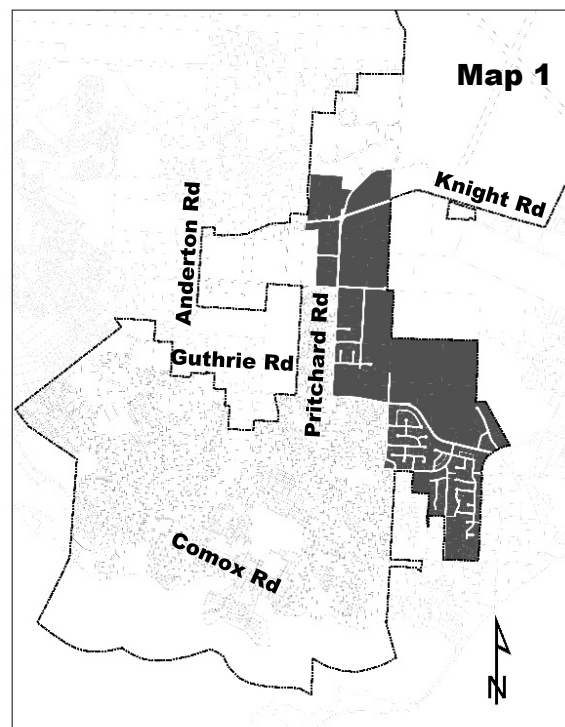 Map 1
Knight Rd
Anderton Rd
Pritchard Rd
Guthrie Rd
Comox Rd
N